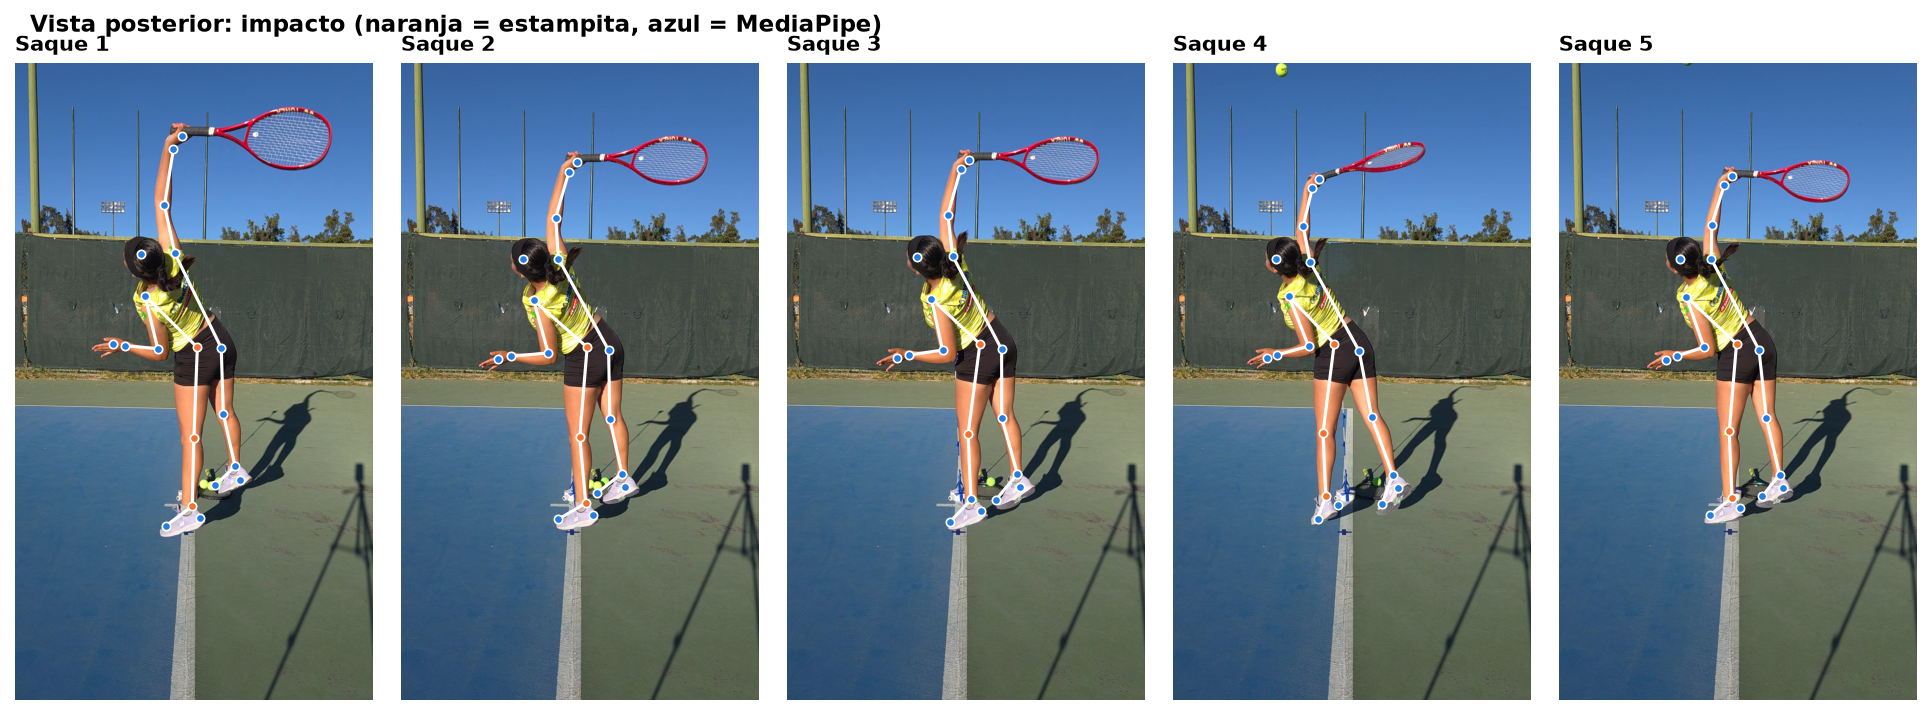 Vista posterior: impacto (naranja = estampita, azul = MediaPipe)
Saque 1
Saque 2
Saque 3
Saque 4
Saque 5